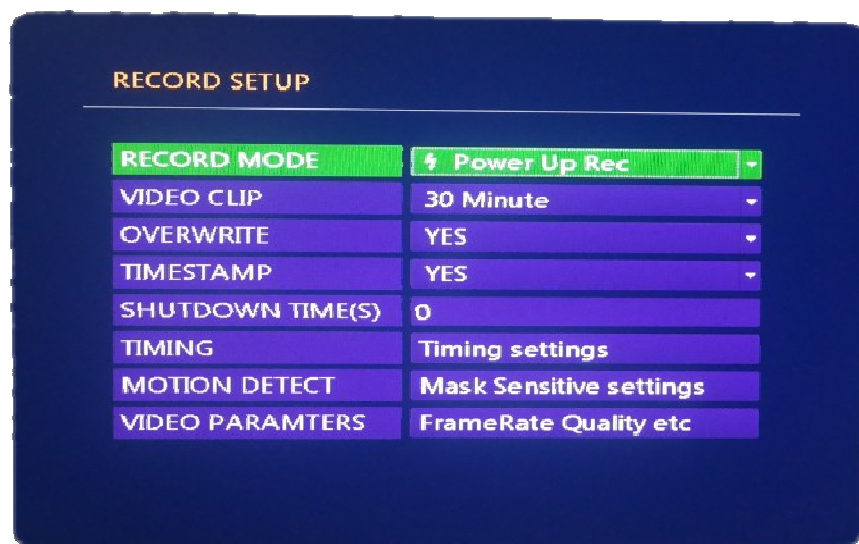 RECORD SETUP
RECORD MODE Power Up Rec
VIDEO CLIP 30 Minute
OVERWRITE YES
TIMESTAMP YES
SHUTDOWN TIME(S) 0
TIMING Timing settings
MOTION DETECT Mask Sensitive settings
VIDEO PARAMTERS FrameRate Quality etc